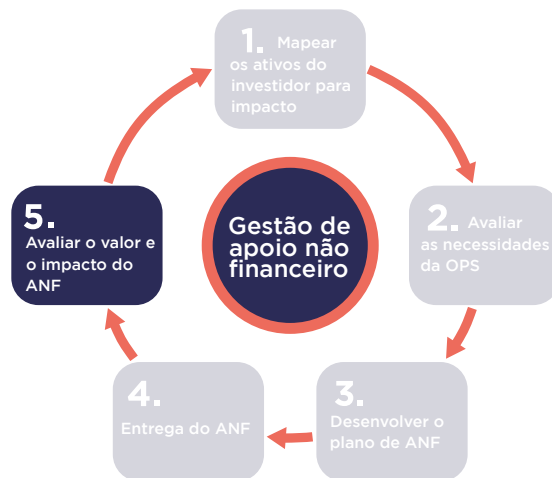 1. Mapear
os ativos do
investidor para
impacto
2. Avaliar
as necessidades
da OPS
3.
Desenvolver o
plano de ANF
4.
Entrega do ANF
5.
Avaliar o valor e
o impacto do
ANF
Gestão de
apoio não
financeiro